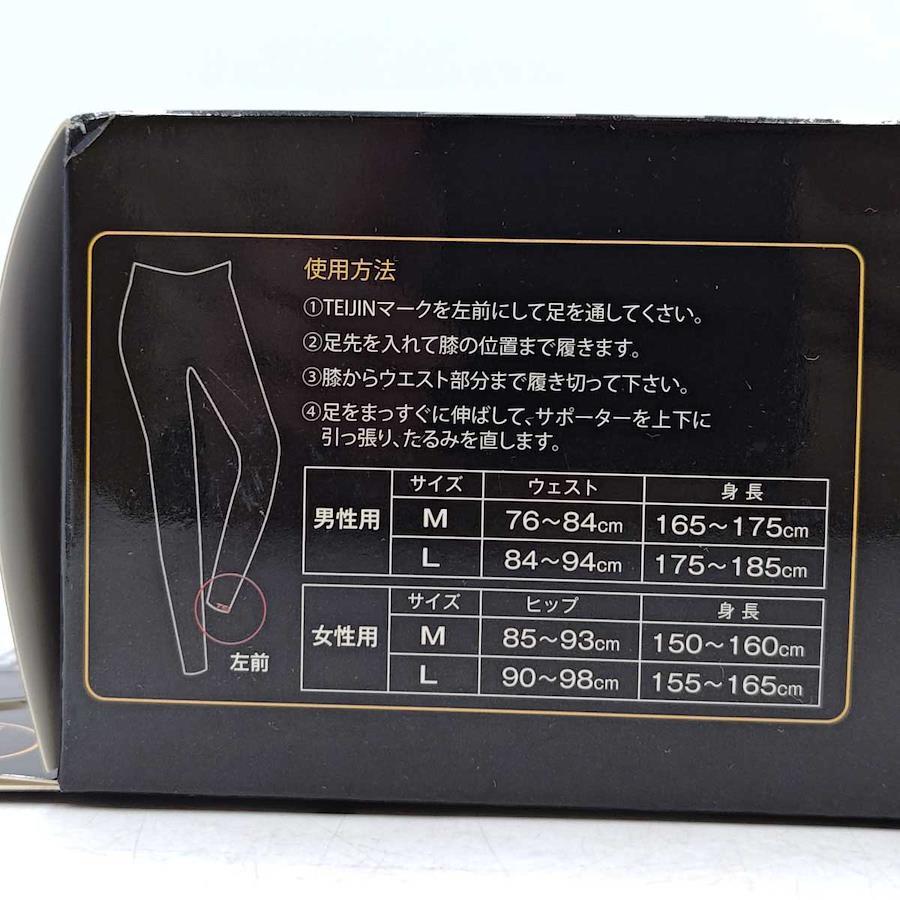 使用方法
①TEIJINマークを左前にして足を通してくさい。
②足先を入れて膝の位置まで履きます。
③膝からウエスト部分まで履き切って下さい。
④足をまっすぐに伸ばして、サポーターを上下に
引っ張り、たるみを直します。
サイズ ウェスト 身長
男性用 M 76〜84cm 165〜175cm
L 84〜94cm 175〜185cm
サイズ ヒップ 身長
女性用 M 85〜93cm 150〜160cm
L 90〜98cm 155〜165cm
左前